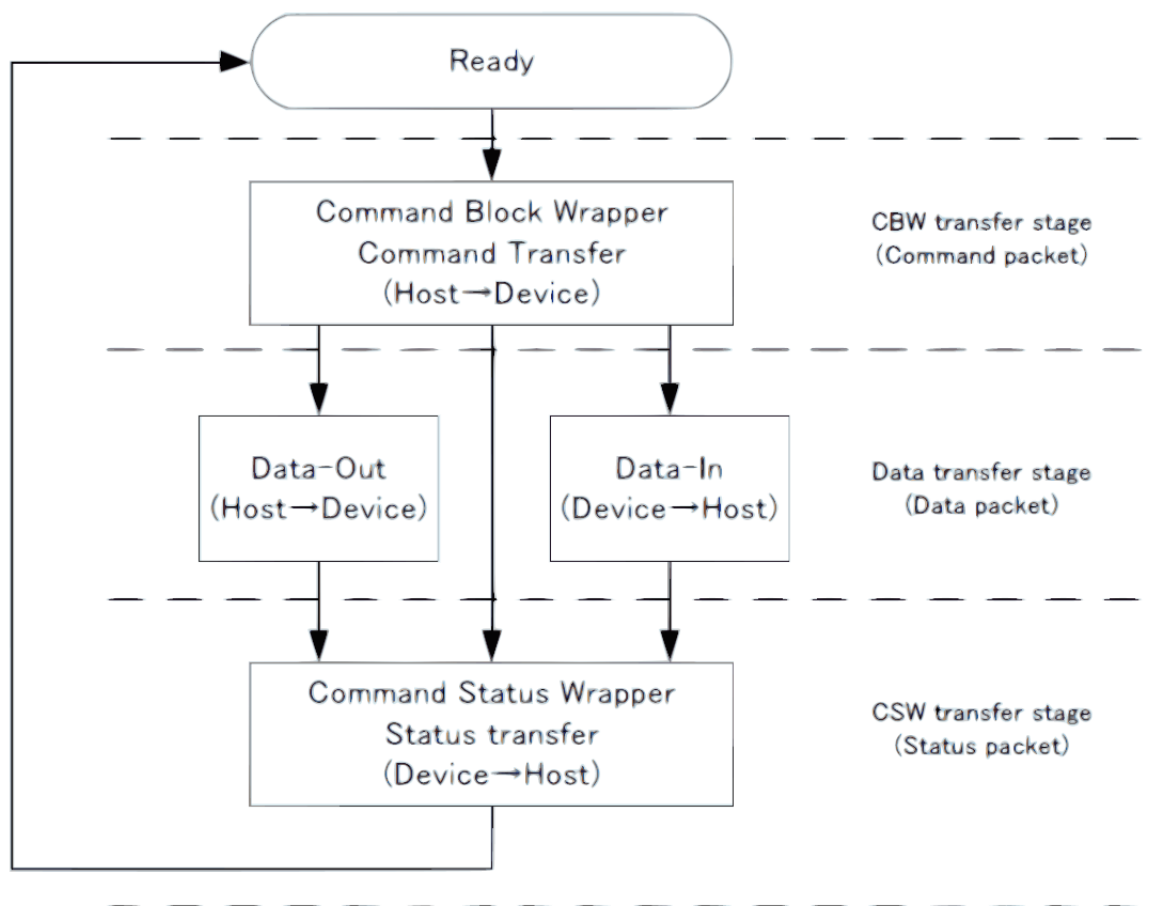 Ready
Command Block Wrapper
Command Transfer
(Host→Device)
CBW transfer stage
(Command packet)
Data-Out
(Host→Device)
Data-In
(Device→Host)
Data transfer stage
(Data packet)
Command Status Wrapper
Status transfer
(Device→Host)
CSW transfer stage
(Status packet)